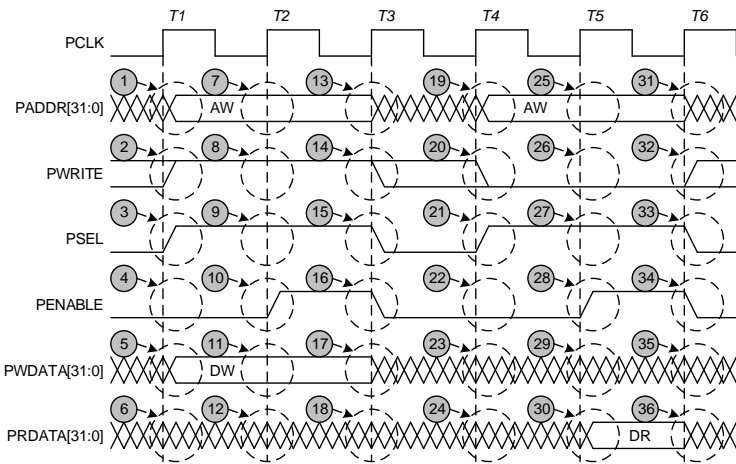 T1 T2 T3 T4 T5 T6
PCLK
1 7 13 19 25 31
PADDR[31:0] AW AW
2 8 14 20 26 32
PWRITE
3 9 15 21 27 33
PSEL
4 10 16 22 28 34
PENABLE
5 11 17 23 29 35
PWDATA[31:0] DW
6 12 18 24 30 36
PRDATA[31:0] DR